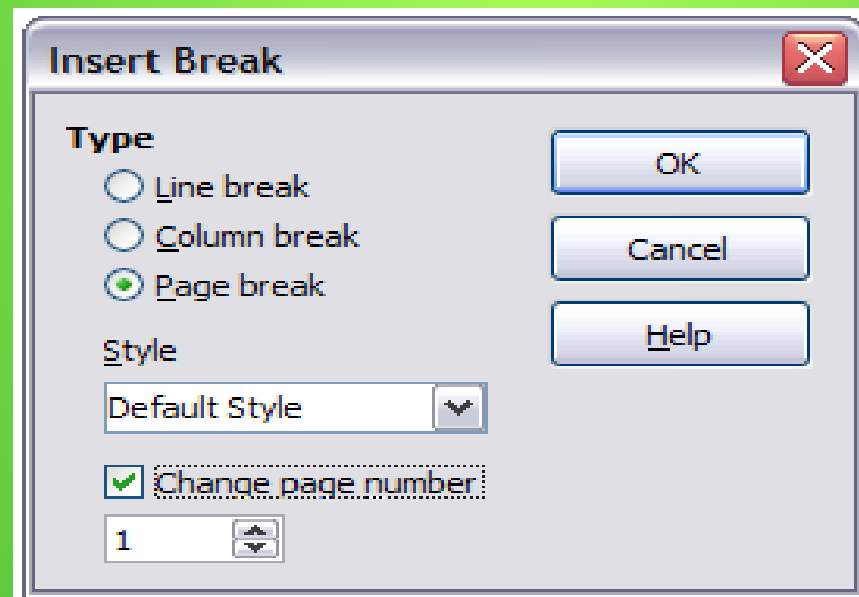 Insert Break
Type
Line break
Column break
Page break
Style
Default Style
Change page number
1
OK
Cancel
Help